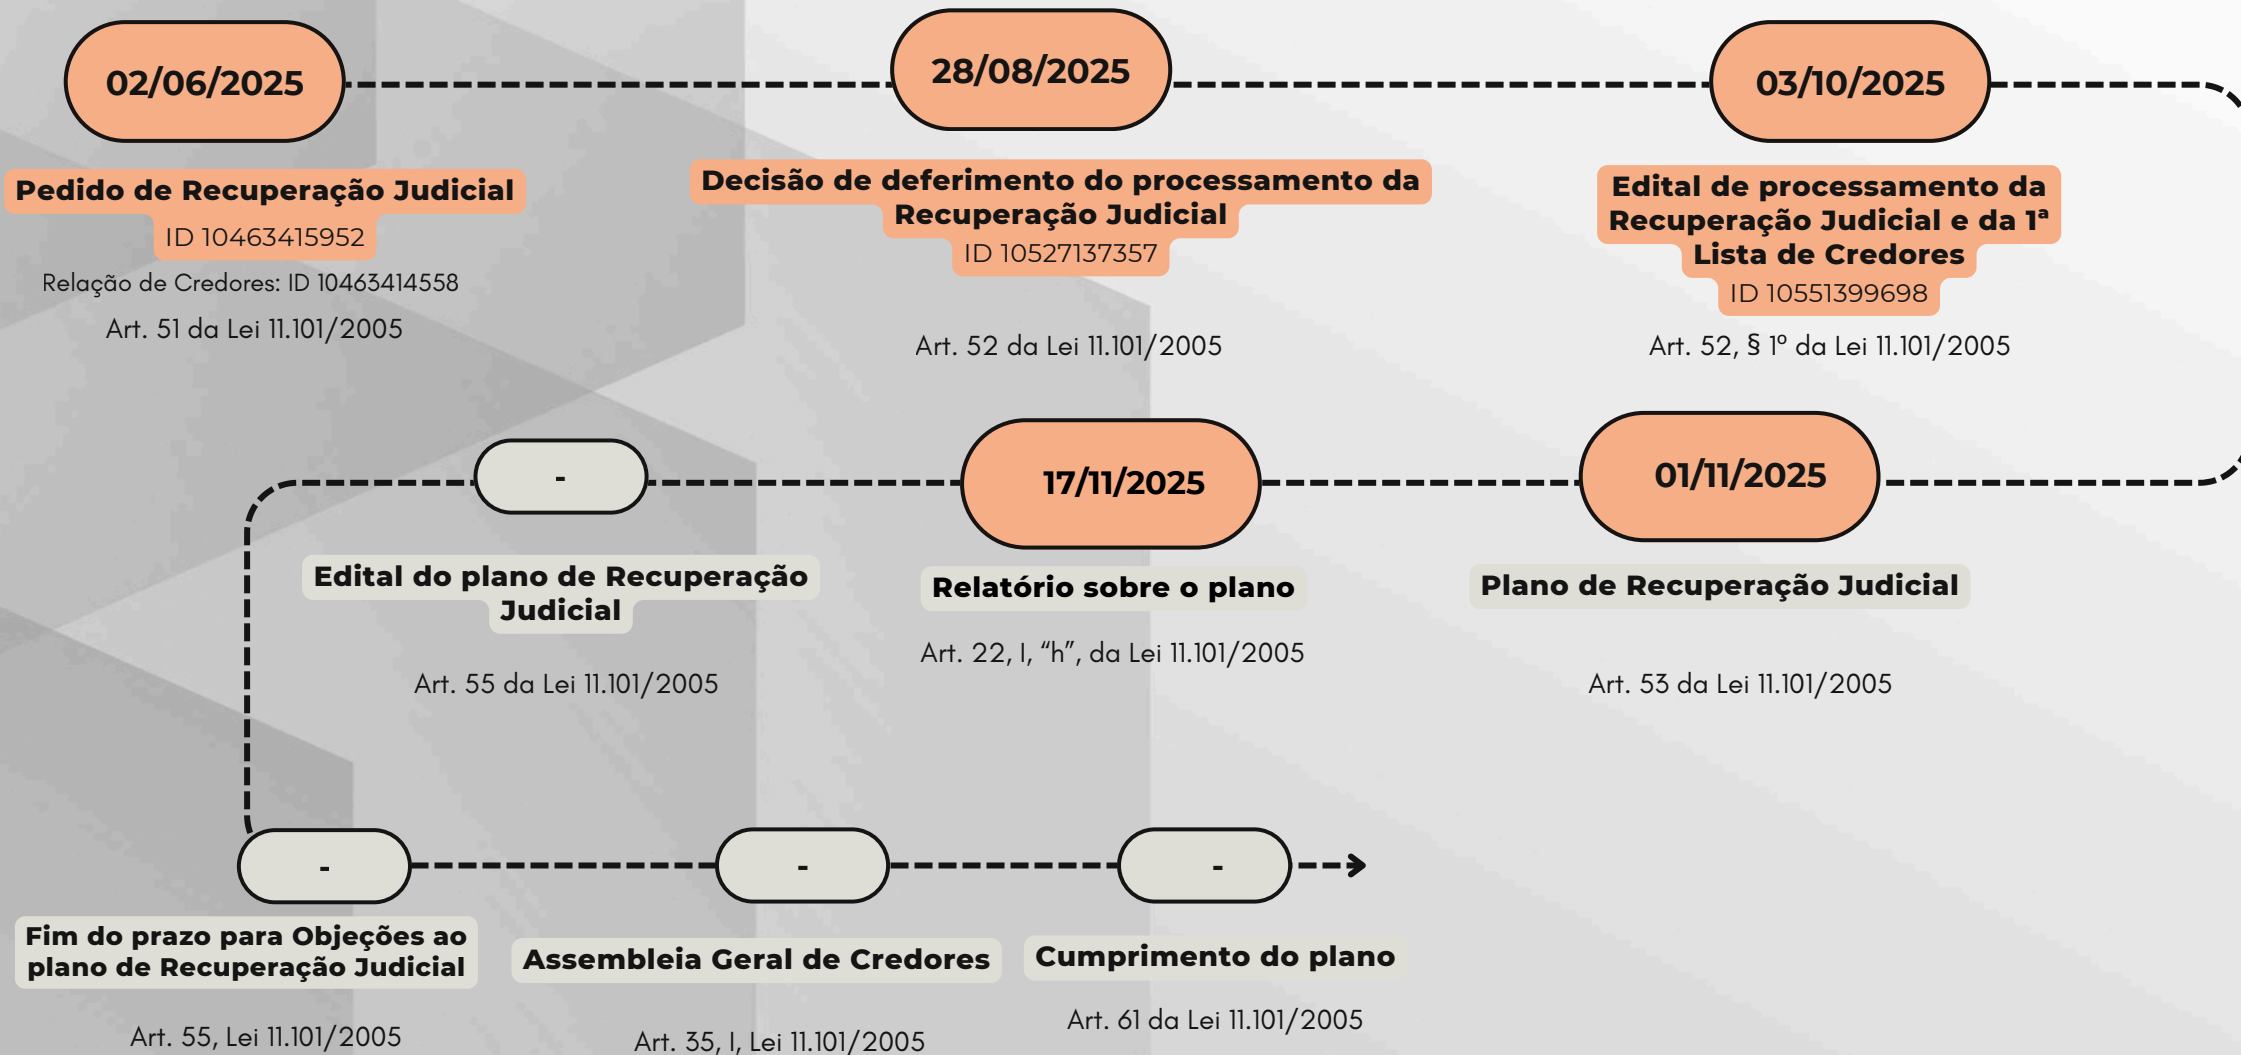 02/06/2025
Pedido de Recuperação Judicial
ID 10463415952
Relação de Credores: ID 10463414558
Art. 51 da Lei 11.101/2005
28/08/2025
Decisão de deferimento do processamento da
Recuperação Judicial
ID 10527137357
Art. 52 da Lei 11.101/2005
03/10/2025
Edital de processamento da
Recuperação Judicial e da 1ª
Lista de Credores
ID 10551399698
Art. 52, § 1º da Lei 11.101/2005
01/11/2025
Plano de Recuperação Judicial
Art. 53 da Lei 11.101/2005
17/11/2025
Relatório sobre o plano
Art. 22, I, “h”, da Lei 11.101/2005
-
Edital do plano de Recuperação
Judicial
Art. 55 da Lei 11.101/2005
-
Fim do prazo para Objeções ao
plano de Recuperação Judicial
Art. 55, Lei 11.101/2005
-
Assembleia Geral de Credores
Art. 35, I, Lei 11.101/2005
-
Cumprimento do plano
Art. 61 da Lei 11.101/2005